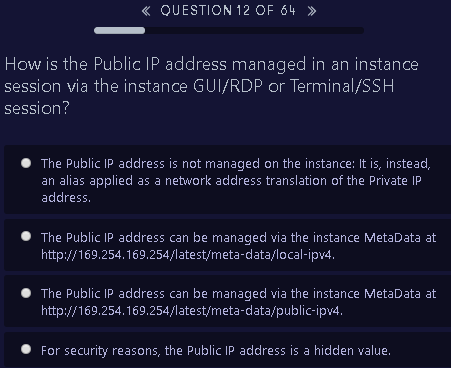 « QUESTION 12 OF 64 »
How is the Public IP address managed in an instance
session via the instance GUI/RDP or Terminal/SSH
session?
The Public IP address is not managed on the instance: It is, instead,
an alias applied as a network address translation of the Private IP
address.
The Public IP address can be managed via the instance MetaData at
http://169.254.169.254/latest/meta-data/local-ipv4.
The Public IP address can be managed via the instance MetaData at
http://169.254.169.254/latest/meta-data/public-ipv4.
For security reasons, the Public IP address is a hidden value.